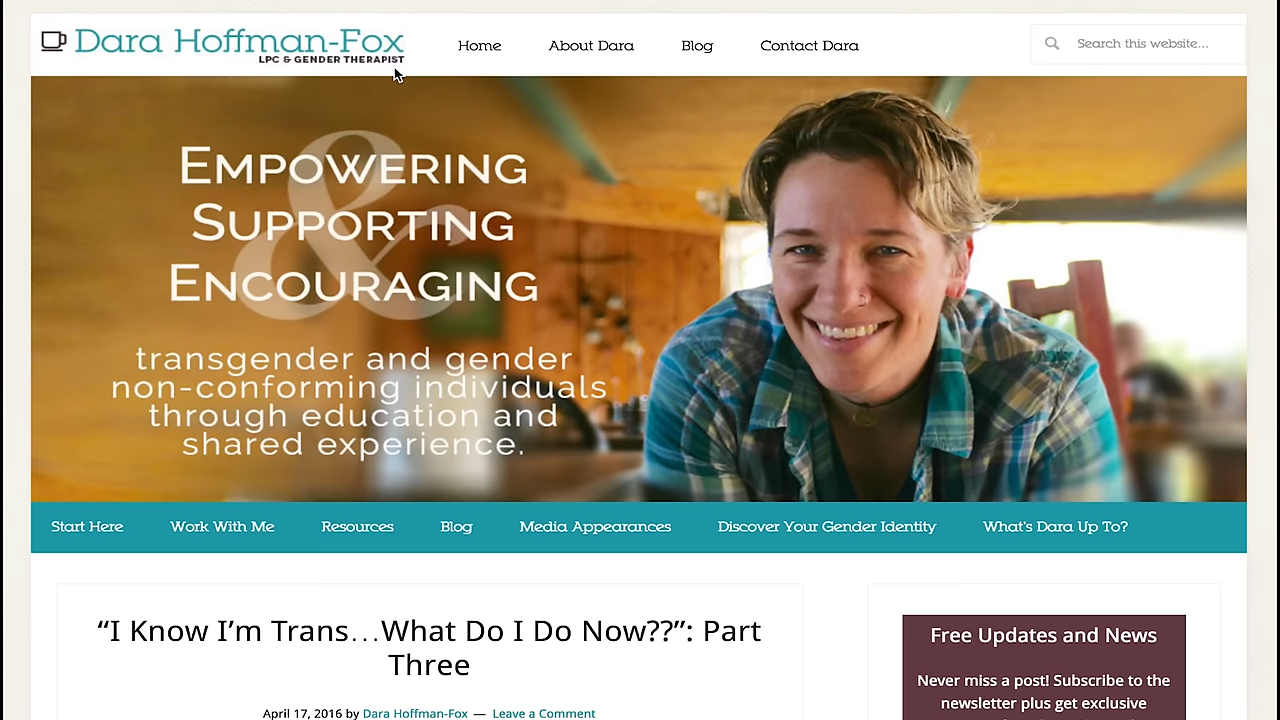 Dara Hoffman-Fox
LPC & GENDER THERAPIST
Home
About Dara
Blog
Contact Dara
Search this website...
&
EMPOWERING
SUPPORTING
ENCOURAGING
transgender and gender
non-conforming individuals
through education and
shared experience.
Start Here
Work With Me
Resources
Blog
Media Appearances
Discover Your Gender Identity
What's Dara Up To?
“I Know I’m Trans…What Do I Do Now??”: Part
Three
April 17, 2016 by Dara Hoffman-Fox — Leave a Comment
Free Updates and News
Never miss a post! Subscribe to the
newsletter plus get exclusive